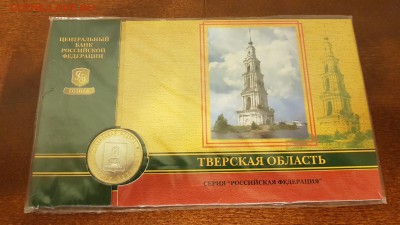 ЦЕНТРАЛЬНЫЙ
БАНК
РОССИЙСКОЙ
ФЕДЕРАЦИИ
ТВЕРСКАЯ ОБЛАСТЬ
СЕРИЯ "РОССИЙСКАЯ ФЕДЕРАЦИЯ"